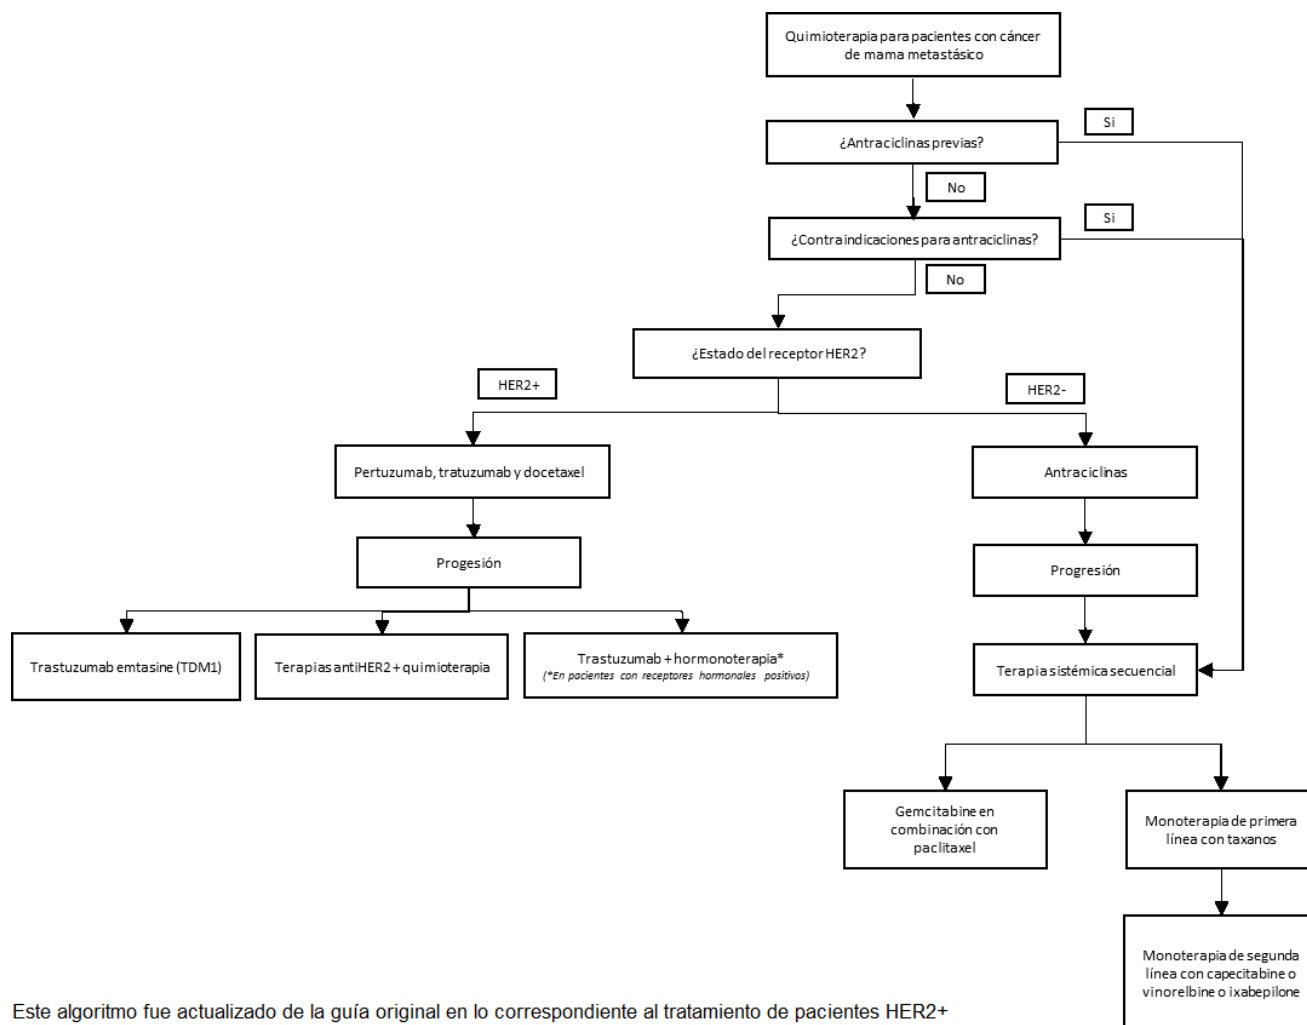 Quimioterapia para pacientes con cáncer
de mama metastásico
Si
¿Antraciclinas previas?
No
Si
¿Contraindicaciones para antraciclinas?
No
¿Estado del receptor HER2?
HER2+
HER2-
Pertuzumab, tratuzumab y docetaxel
Antraciclinas
Progesión
Progresión
Trastuzumab emtasine (TDM1)
Terapias antiHER2 + quimioterapia
Trastuzumab + hormonoterapia*
(*En pacientes con receptores hormonales positivos)
Terapia sistémica secuencial
Gemcitabine en
combinación con
paclitaxel
Monoterapia de primera
línea con taxanos
Monoterapia de segunda
línea con capecitabine o
vinorelbine o ixabepilone
Este algoritmo fue actualizado de la guía original en lo correspondiente al tratamiento de pacientes HER2+